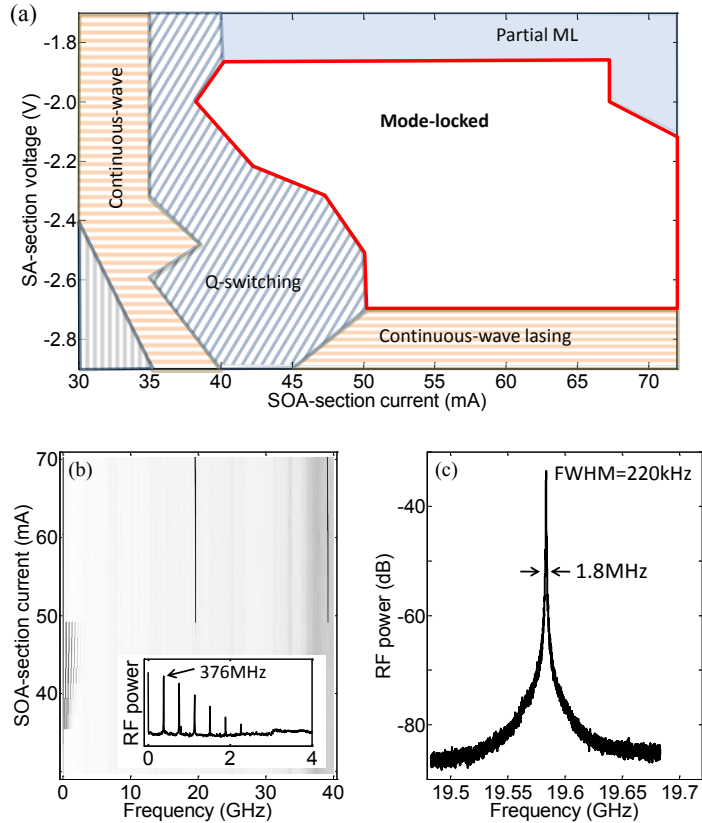 (a)
Partial ML
Mode-locked
Continuous-wave
Q-switching
Continuous-wave lasing
SA-section voltage (V)
-1.8
-2.0
-2.2
-2.4
-2.6
-2.8
30 35 40 45 50 55 60 65 70
SOA-section current (mA)
(b)
SOA-section current (mA)
70
60
50
40
0 10 20 30 40
Frequency (GHz)
376MHz
RF power
0 2 4
(c)
FWHM=220kHz
1.8MHz
RF power (dB)
-40
-60
-80
19.5 19.55 19.6 19.65 19.7
Frequency (GHz)